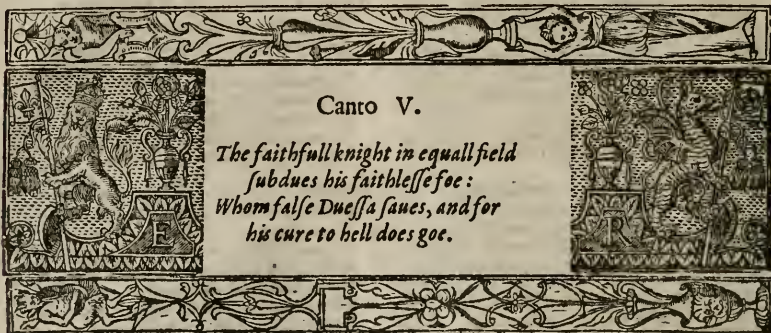 Canto V.
The faithfull knight in equall field
ſubdues his faithleſſe foe :
Whom falſe Dueſſa ſaues, and for
his cure to hell does goe.
E
R